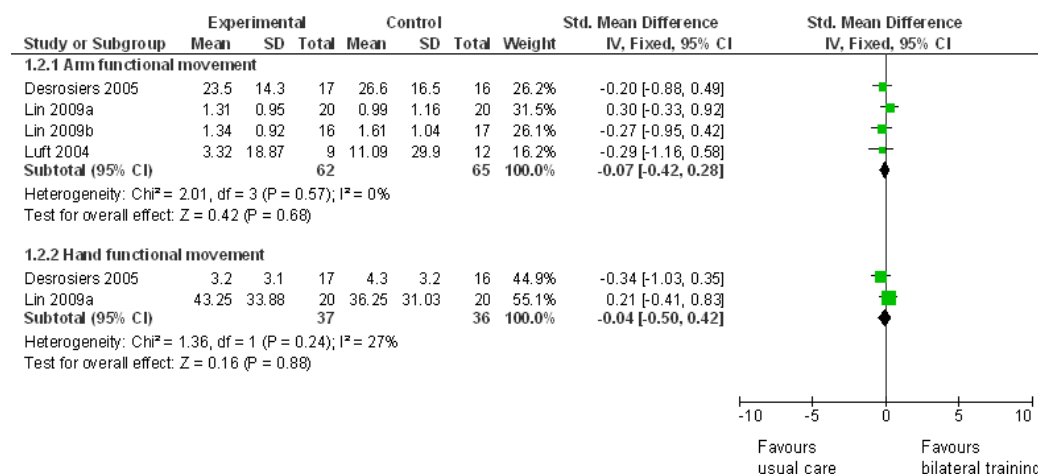 Experimental Control Std. Mean Difference Std. Mean Difference
Study or Subgroup Mean SD Total Mean SD Total Weight IV, Fixed, 95% CI IV, Fixed, 95% CI
1.2.1 Arm functional movement
Desrosiers 2005 23.5 14.3 17 26.6 16.5 16 26.2% -0.20 [-0.88, 0.49]
Lin 2009a 1.31 0.95 20 0.99 1.16 20 31.5% 0.30 [-0.33, 0.92]
Lin 2009b 1.34 0.92 16 1.61 1.04 17 26.1% -0.27 [-0.95, 0.42]
Luft 2004 3.32 18.87 9 11.09 29.9 12 16.2% -0.29 [-1.16, 0.58]
Subtotal (95% CI) 62 65 100.0% -0.07 [-0.42, 0.28]
Heterogeneity: Chi² = 2.01, df = 3 (P = 0.57); I² = 0%
Test for overall effect: Z = 0.42 (P = 0.68)
1.2.2 Hand functional movement
Desrosiers 2005 3.2 3.1 17 4.3 3.2 16 44.9% -0.34 [-1.03, 0.35]
Lin 2009a 43.25 33.88 20 36.25 31.03 20 55.1% 0.21 [-0.41, 0.83]
Subtotal (95% CI) 37 36 100.0% -0.04 [-0.50, 0.42]
Heterogeneity: Chi² = 1.36, df = 1 (P = 0.24); I² = 27%
Test for overall effect: Z = 0.16 (P = 0.88)
-10 -5 0 5 10
Favours Favours
usual care bilateral training